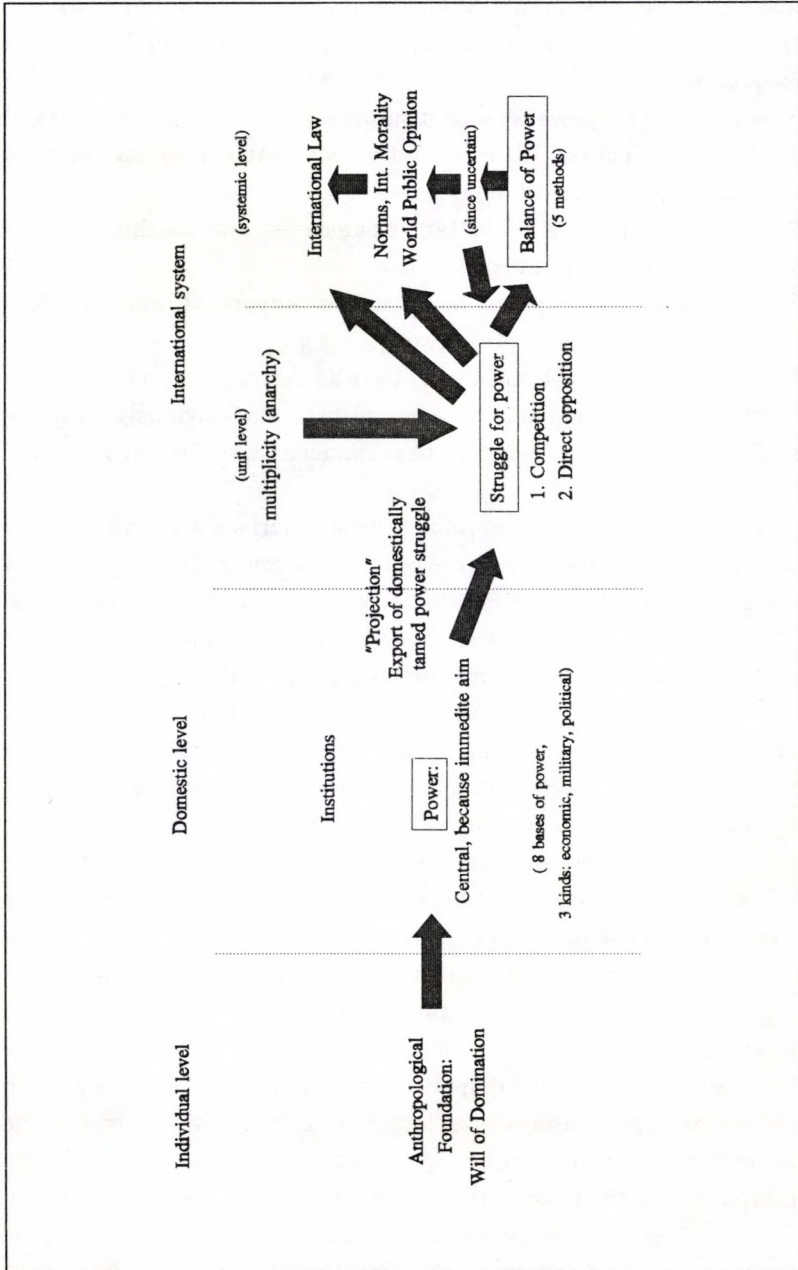 Individual level
Domestic level
International system
(unit level)
(systemic level)
multiplicity (anarchy)
International Law
Institutions
"Projection"
Export of domestically
tamed power struggle
Norms, Int. Morality
World Public Opinion
Anthropological
Foundation:
Will of Domination
Power:
Central, because immedite aim
( 8 bases of power,
3 kinds: economic, military, political)
Struggle for power
1. Competition
2. Direct opposition
(since uncertain)
Balance of Power
(5 methods)